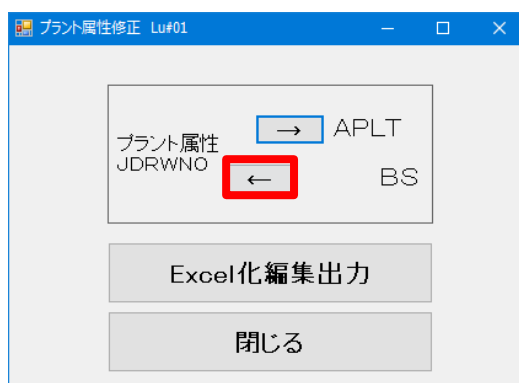 プラント属性修正 Lu#01
プラント属性 → APLT
JDRWNO
← BS
Excel化編集出力
閉じる